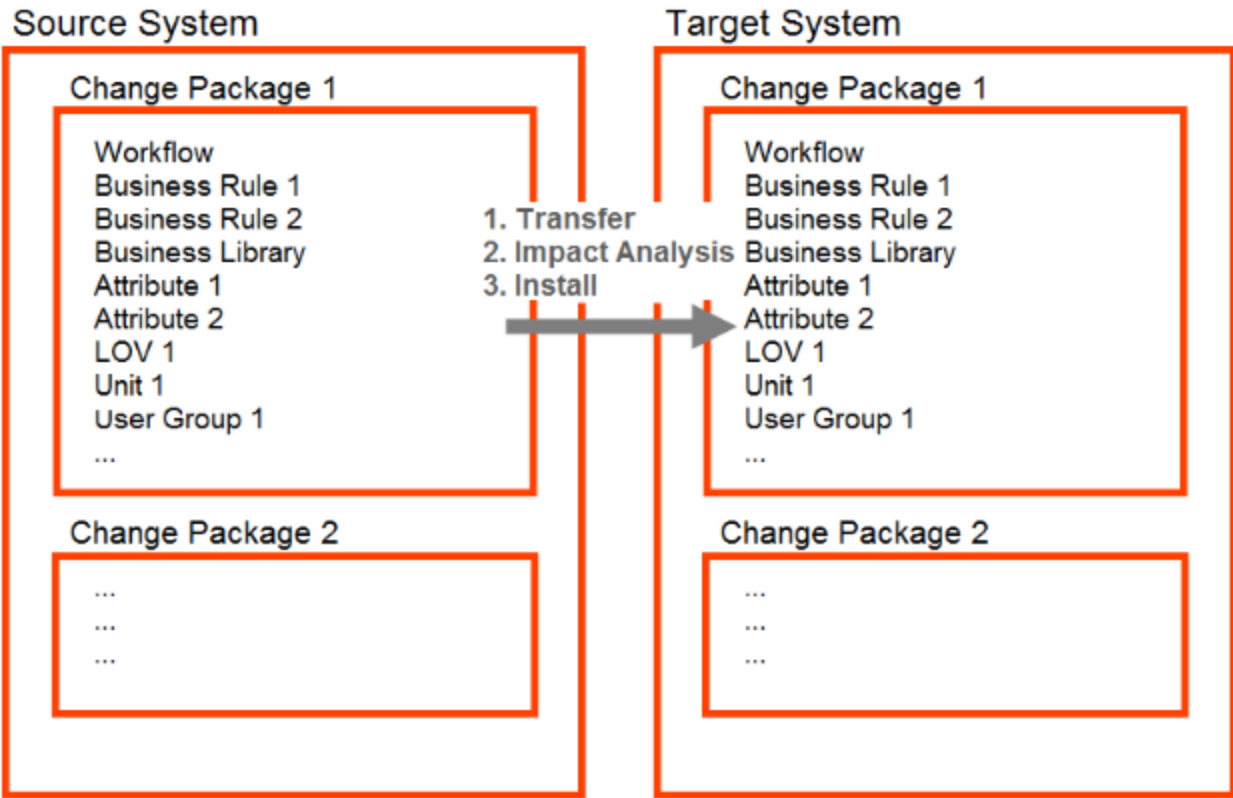 Source System
Change Package 1
Workflow
Business Rule 1
Business Rule 2
Business Library
Attribute 1
Attribute 2
LOV 1
Unit 1
User Group 1
...
Change Package 2
...
...
...
1. Transfer
2. Impact Analysis
3. Install
Target System
Change Package 1
Workflow
Business Rule 1
Business Rule 2
Business Library
Attribute 1
Attribute 2
LOV 1
Unit 1
User Group 1
...
Change Package 2
...
...
...